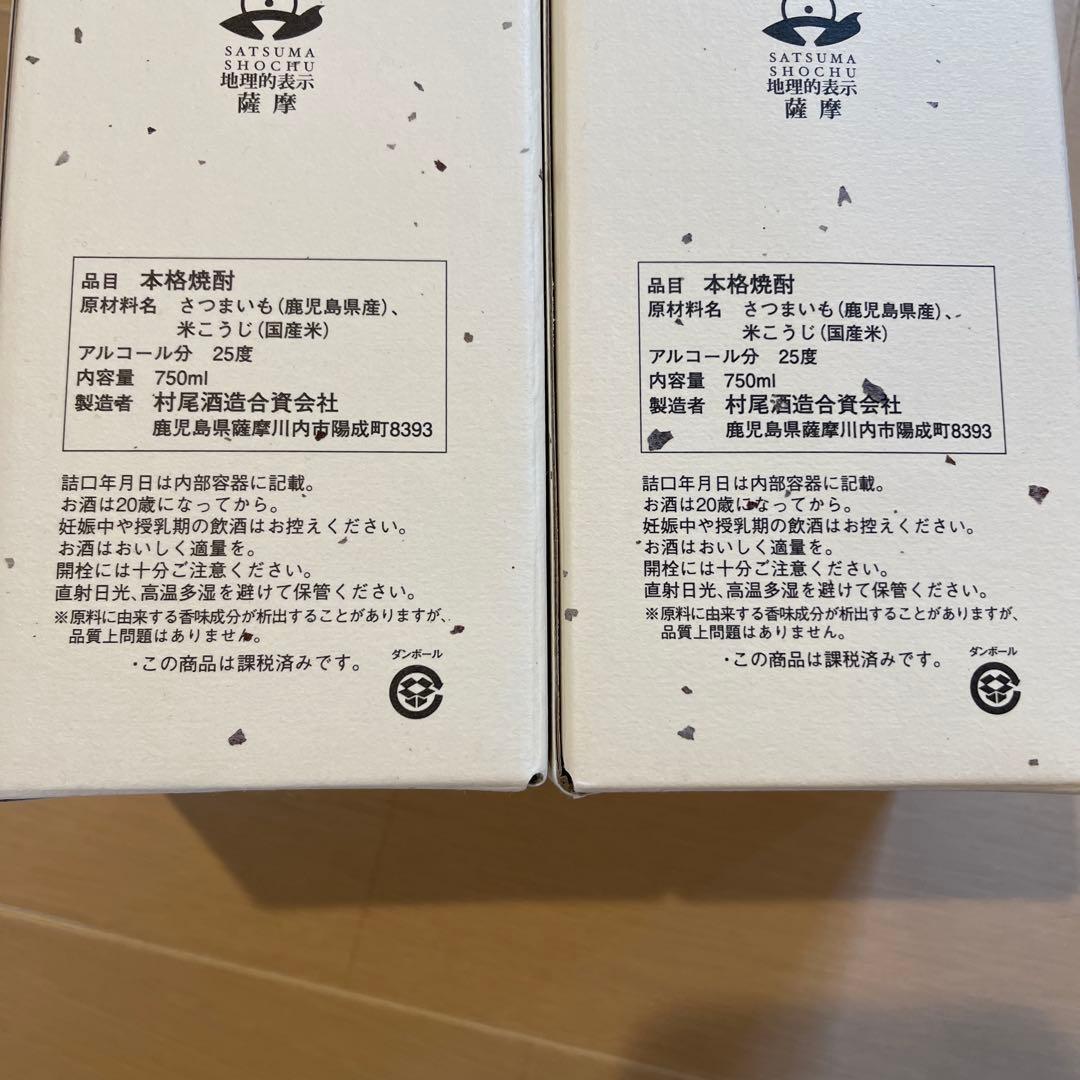 SATSUMA
SHOCHU
地理的表示
薩摩
品目 本格焼酎
原材料名 さつまいも(鹿児島県産)、
米こうじ(国産米)
アルコール分 25度
内容量 750ml
製造者 村尾酒造合資会社
鹿児島県薩摩川内市陽成町8393
詰口年月日は内部容器に記載。
お酒は20歳になってから。
妊娠中や授乳期の飲酒はお控えください。
お酒はおいしく適量を。
開栓には十分ご注意ください。
直射日光、高温多湿を避けて保管ください。
※原料に由来する香味成分が析出することがありますが、
品質上問題はありません。
・この商品は課税済みです。
ダンボール
SATSUMA
SHOCHU
地理的表示
薩摩
品目 本格焼酎
原材料名 さつまいも(鹿児島県産)、
米こうじ(国産米)
アルコール分 25度
内容量 750ml
製造者 村尾酒造合資会社
鹿児島県薩摩川内市陽成町8393
詰口年月日は内部容器に記載。
お酒は20歳になってから。
妊娠中や授乳期の飲酒はお控えください。
お酒はおいしく適量を。
開栓には十分ご注意ください。
直射日光、高温多湿を避けて保管ください。
※原料に由来する香味成分が析出することがありますが、
品質上問題はありません。
・この商品は課税済みです。
ダンボール